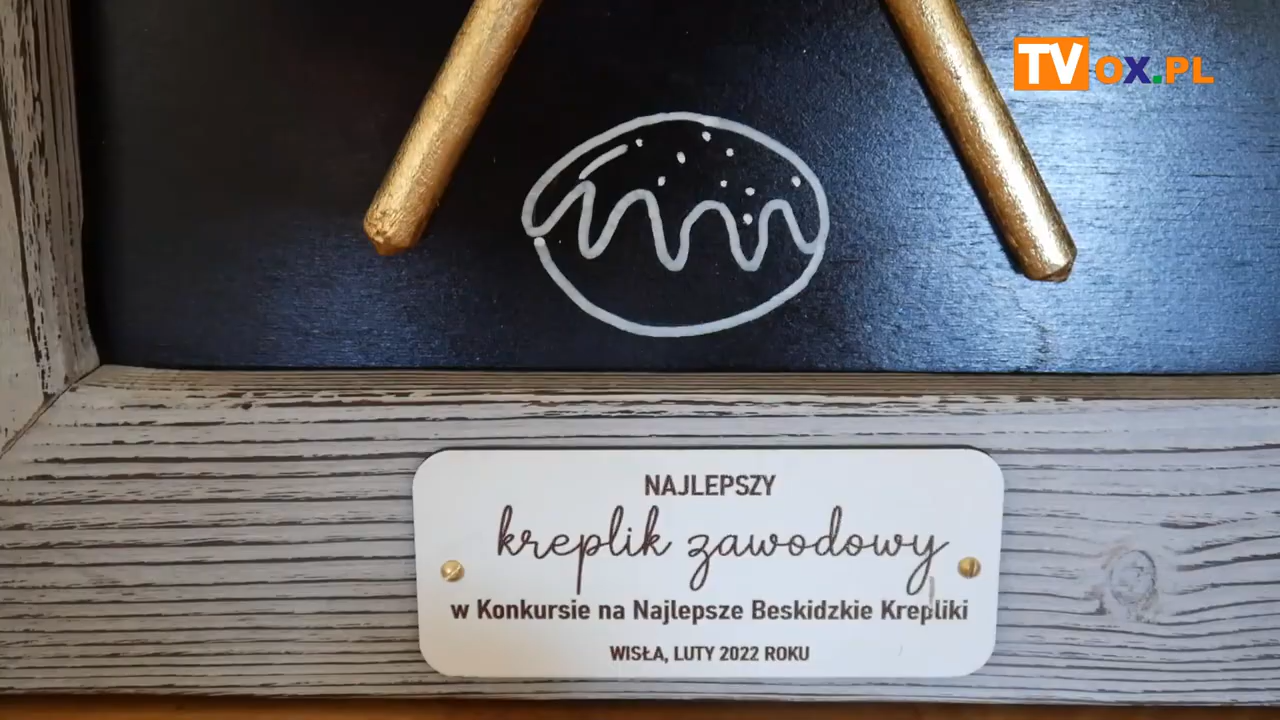 TVOX.PL
NAJLEPSZY
kreplik zawodowy
w Konkursie na Najlepsze Beskidzkie Krepliki
WISŁA, LUTY 2022 ROKU